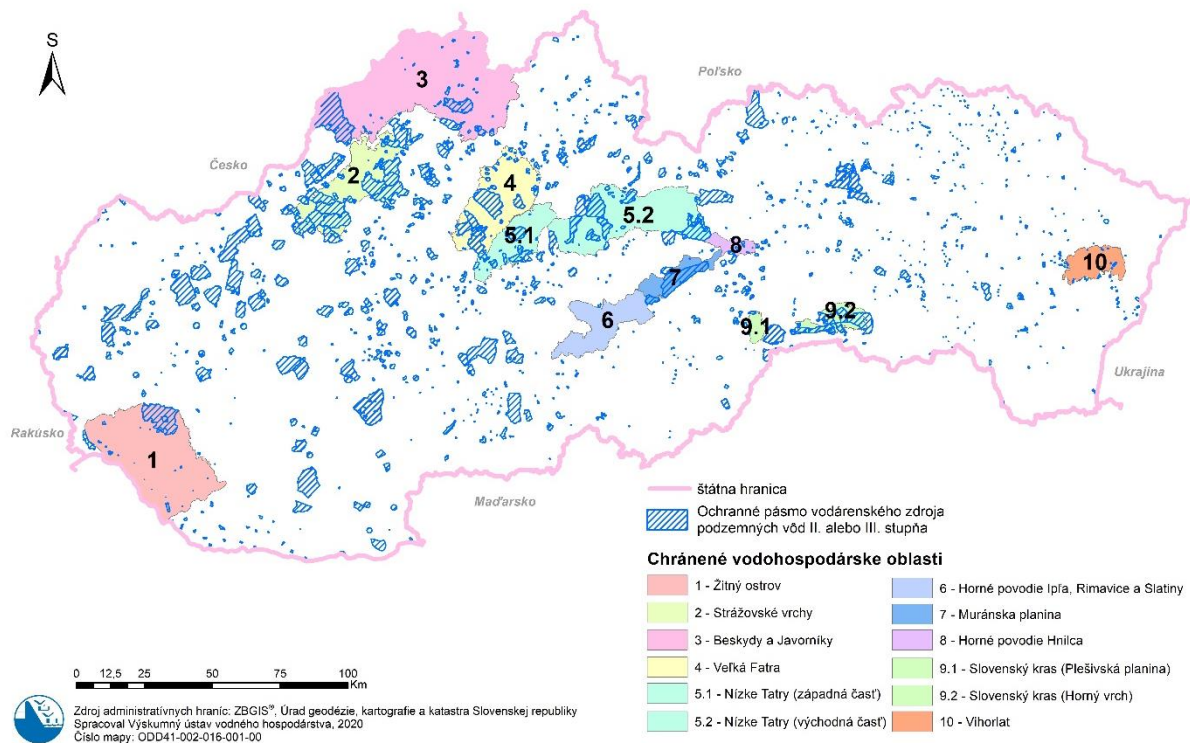 S
Poľsko
Česko
Rakúsko
Maďarsko
Ukrajina
3
2
4
5.2
5.1
8
7
10
6
9.1
9.2
1
štátna hranica
Ochranné pásmo vodárenského zdroja
podzemných vôd II. alebo III. stupňa
Chránené vodohospodárske oblasti
1 - Žitný ostrov
2 - Strážovské vrchy
3 - Beskydy a Javorníky
4 - Veľká Fatra
5.1 - Nízke Tatry (západná časť)
5.2 - Nízke Tatry (východná časť)
6 - Horné povodie Ipľa, Rimavice a Slatiny
7 - Muránska planina
8 - Horné povodie Hnilca
9.1 - Slovenský kras (Plešivská planina)
9.2 - Slovenský kras (Horný vrch)
10 - Vihorlat
0 12,5 25 50 75 100
Km
Zdroj administratívnych hraníc: ZBGIS®, Úrad geodézie, kartografie a katastra Slovenskej republiky
Spracoval Výskumný ústav vodného hospodárstva, 2020
Číslo mapy: ODD41-002-016-001-00